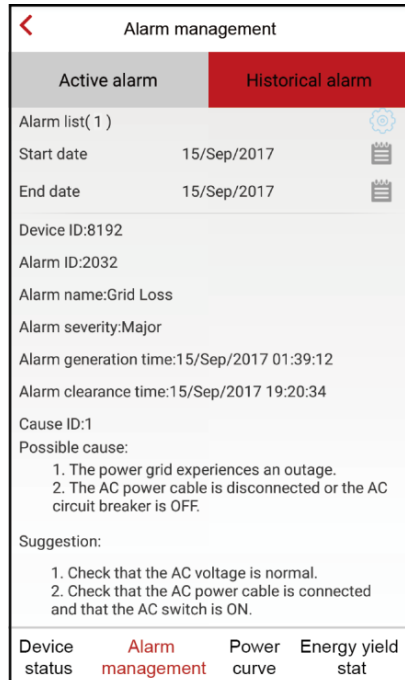 Alarm management
Active alarm
Historical alarm
Alarm list( 1 )
Start date 15/Sep/2017
End date 15/Sep/2017
Device ID:8192
Alarm ID:2032
Alarm name:Grid Loss
Alarm severity:Major
Alarm generation time:15/Sep/2017 01:39:12
Alarm clearance time:15/Sep/2017 19:20:34
Cause ID:1
Possible cause:
1. The power grid experiences an outage.
2. The AC power cable is disconnected or the AC
circuit breaker is OFF.
Suggestion:
1. Check that the AC voltage is normal.
2. Check that the AC power cable is connected
and that the AC switch is ON.
Device
status
Alarm
management
Power
curve
Energy yield
stat